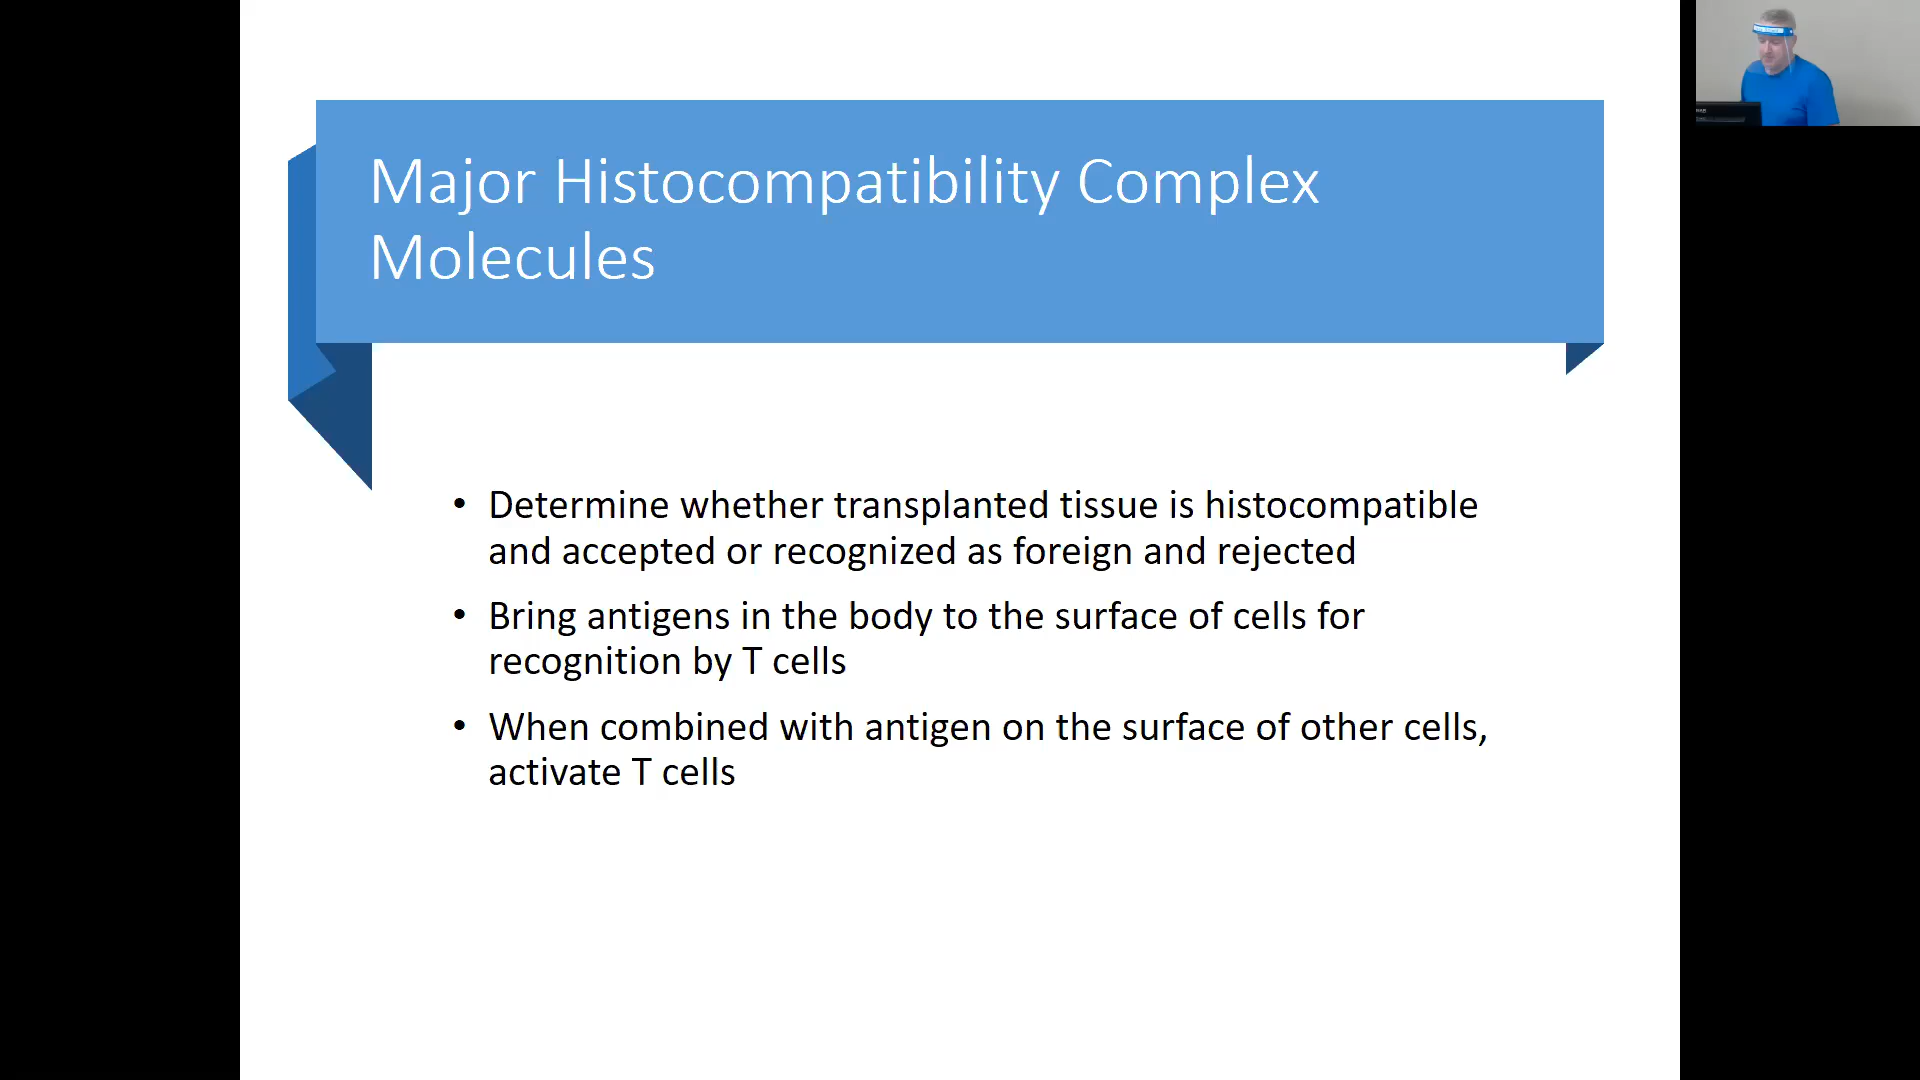 Major Histocompatibility Complex
Molecules
• Determine whether transplanted tissue is histocompatible
and accepted or recognized as foreign and rejected
• Bring antigens in the body to the surface of cells for
recognition by T cells
• When combined with antigen on the surface of other cells,
activate T cells